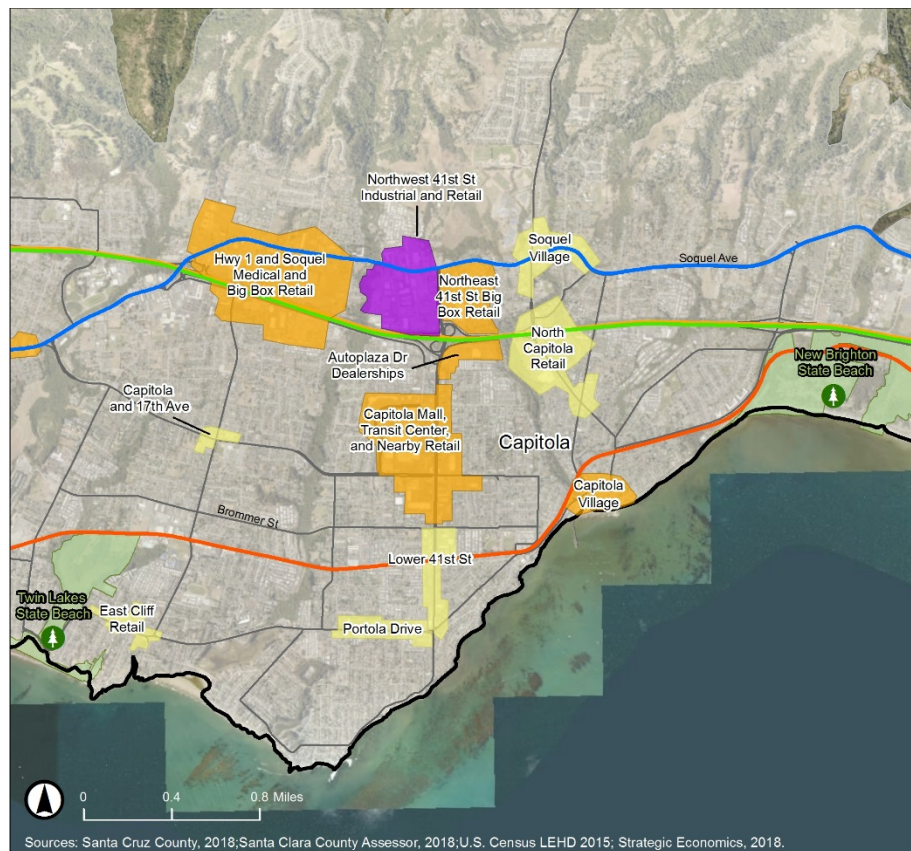 Northwest 41st St
Industrial and Retail
Soquel
Village
Soquel Ave
Hwy 1 and Soquel
Medical and
Big Box Retail
Northeast
41st St Big
Box Retail
North
Capitola
Retail
Autoplaza Dr
Dealerships
New Brighton
State Beach
Capitola
and 17th Ave
Capitola Mall,
Transit Center,
and Nearby Retail
Capitola
Capitola
Village
Brommer St
Lower 41st St
Twin Lakes
State Beach
East Cliff
Retail
Portola Drive
0 0.4 0.8 Miles
Sources: Santa Cruz County, 2018;Santa Clara County Assessor, 2018;U.S. Census LEHD 2015; Strategic Economics, 2018.